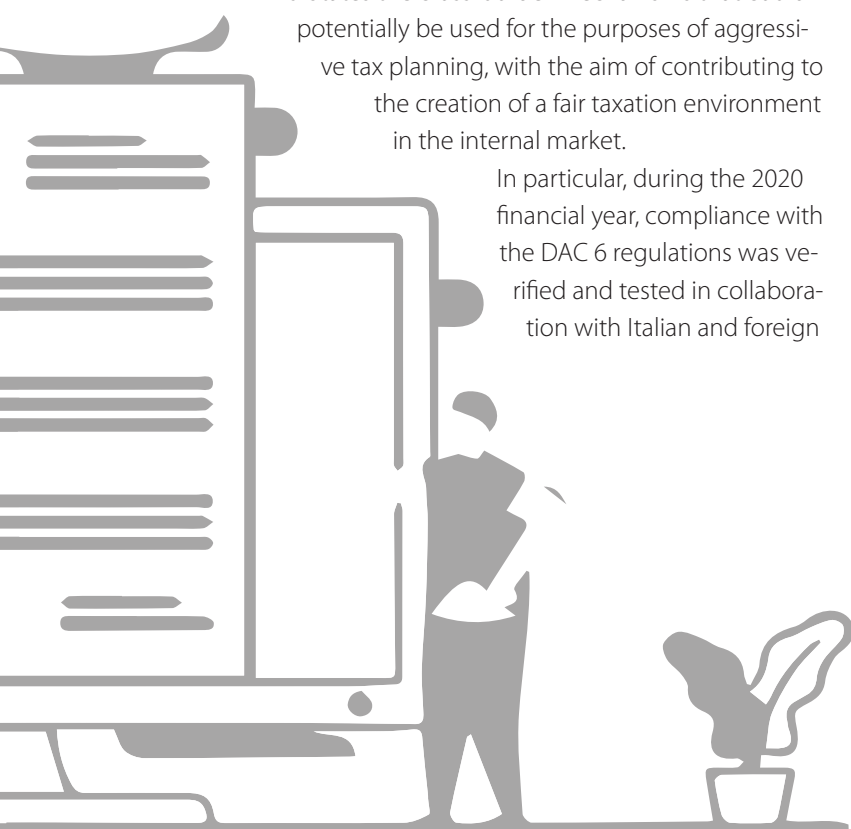 potentially be used for the purposes of aggressi-
ve tax planning, with the aim of contributing to
the creation of a fair taxation environment
in the internal market.
In particular, during the 2020
financial year, compliance with
the DAC 6 regulations was ve-
rified and tested in collabora-
tion with Italian and foreign